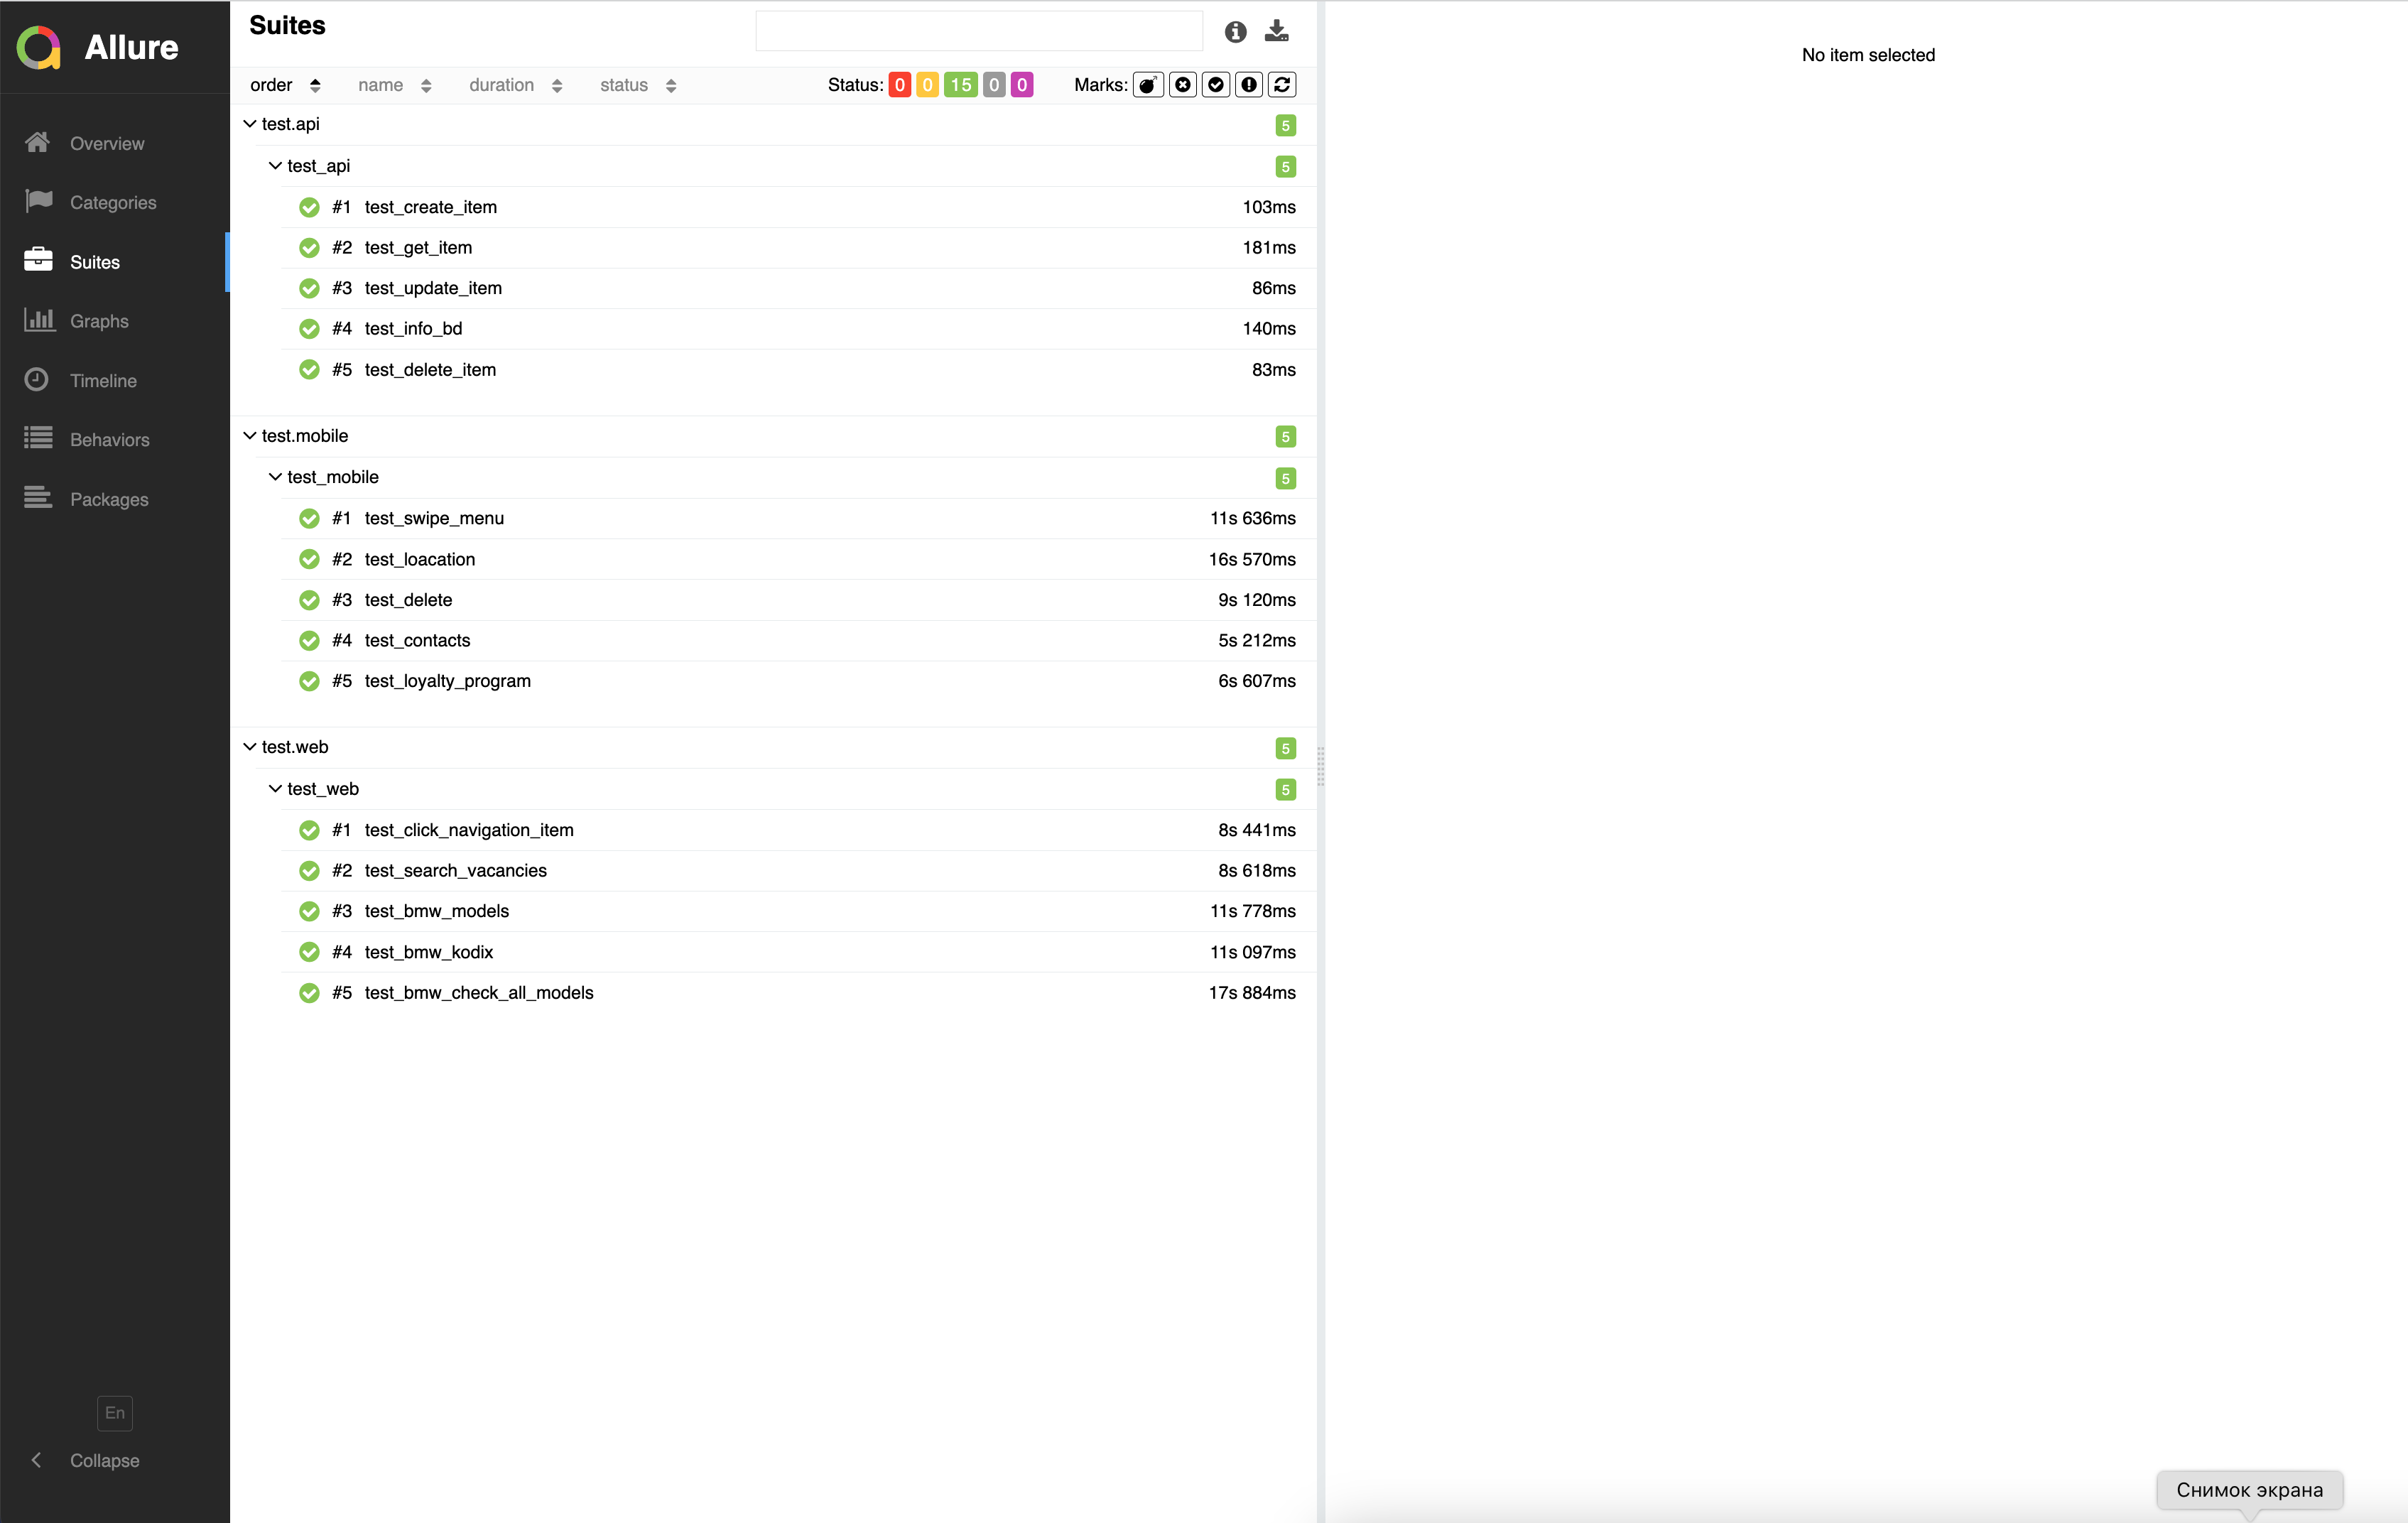 Allure
Overview
Categories
Suites
Graphs
Timeline
Behaviors
Packages
En
Collapse
Suites
order name duration status Status: 0 0 15 0 0 Marks:
test.api 5
test_api 5
#1 test_create_item 103ms
#2 test_get_item 181ms
#3 test_update_item 86ms
#4 test_info_bd 140ms
#5 test_delete_item 83ms
test.mobile 5
test_mobile 5
#1 test_swipe_menu 11s 636ms
#2 test_loacation 16s 570ms
#3 test_delete 9s 120ms
#4 test_contacts 5s 212ms
#5 test_loyalty_program 6s 607ms
test.web 5
test_web 5
#1 test_click_navigation_item 8s 441ms
#2 test_search_vacancies 8s 618ms
#3 test_bmw_models 11s 778ms
#4 test_bmw_kodix 11s 097ms
#5 test_bmw_check_all_models 17s 884ms
No item selected
Снимок экрана